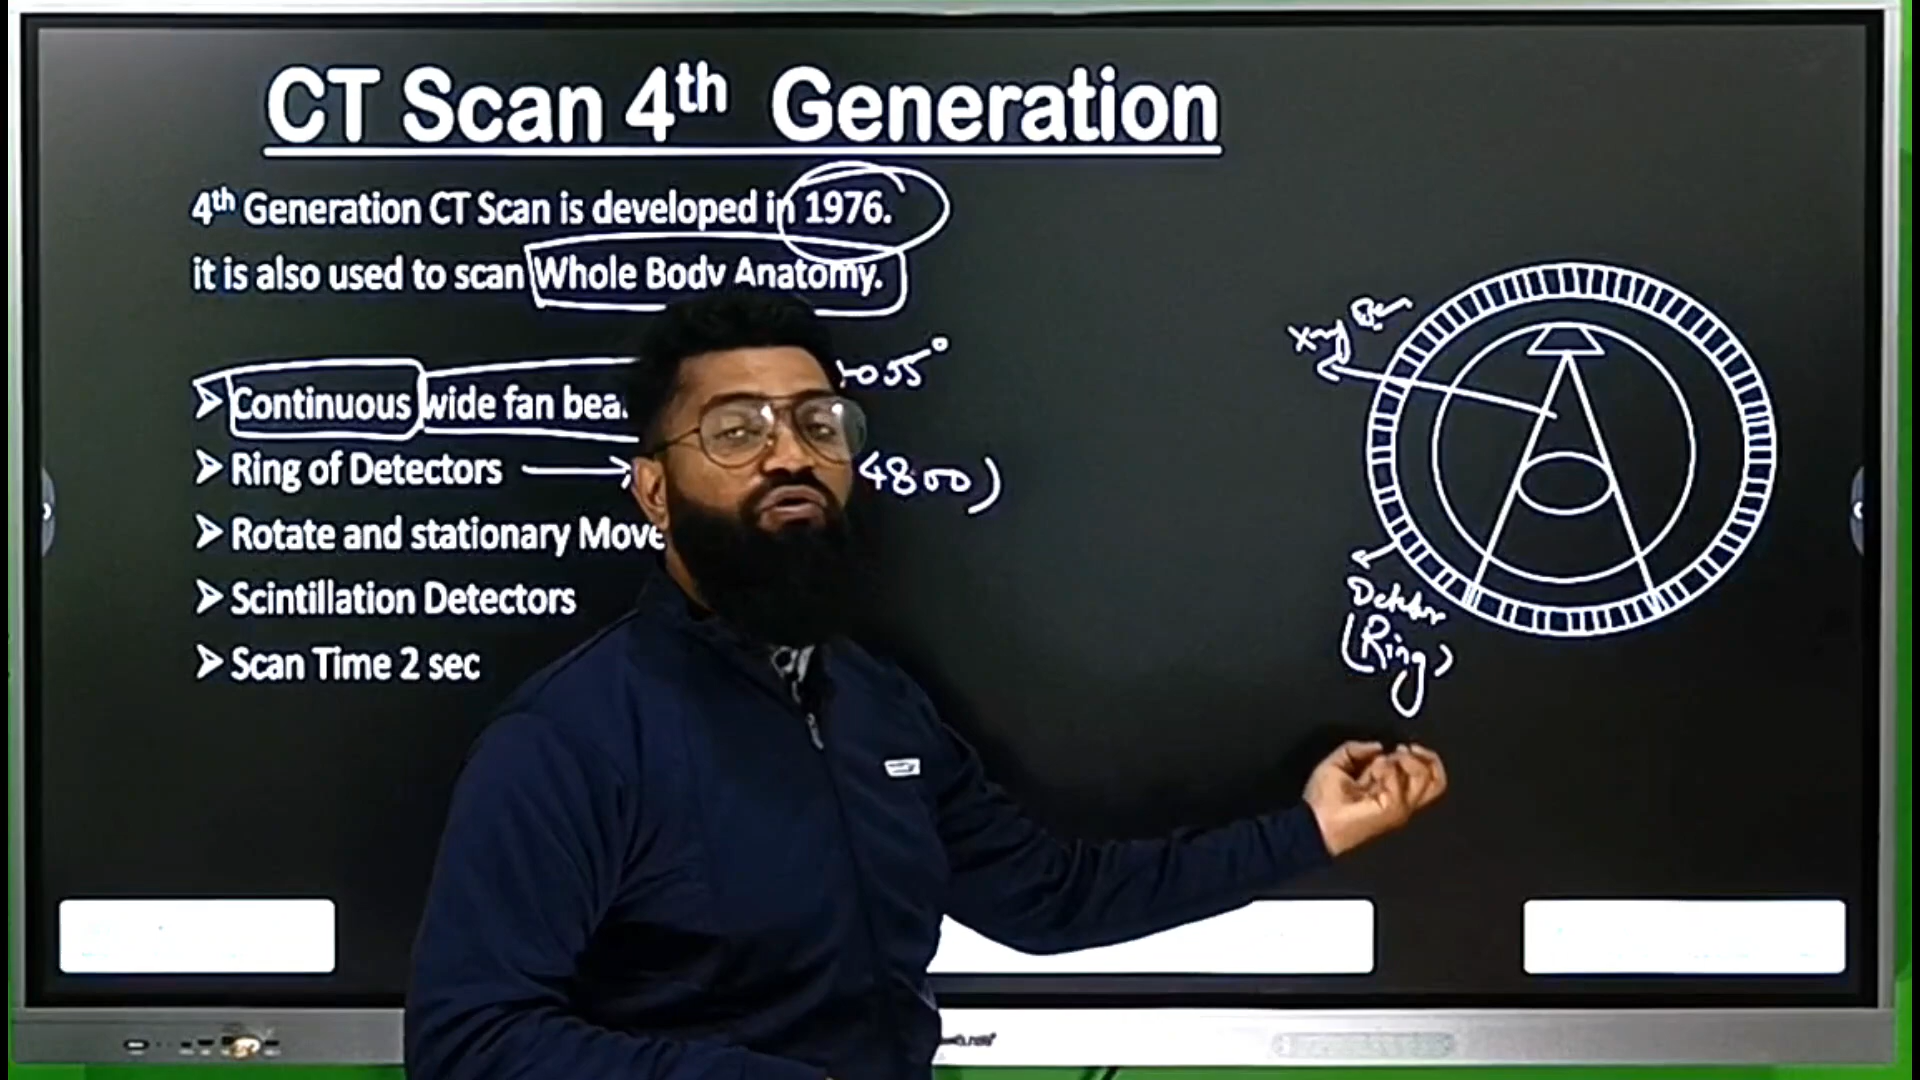 CT Scan 4th Generation
4th Generation CT Scan is developed in 1976.
it is also used to scan Whole Body Anatomy.
➤ Continuous wide fan bea
➤ Ring of Detectors → 4800)
➤ Rotate and stationary Move
➤ Scintillation Detectors
➤ Scan Time 2 sec
X-ray
Detector
(Ring)